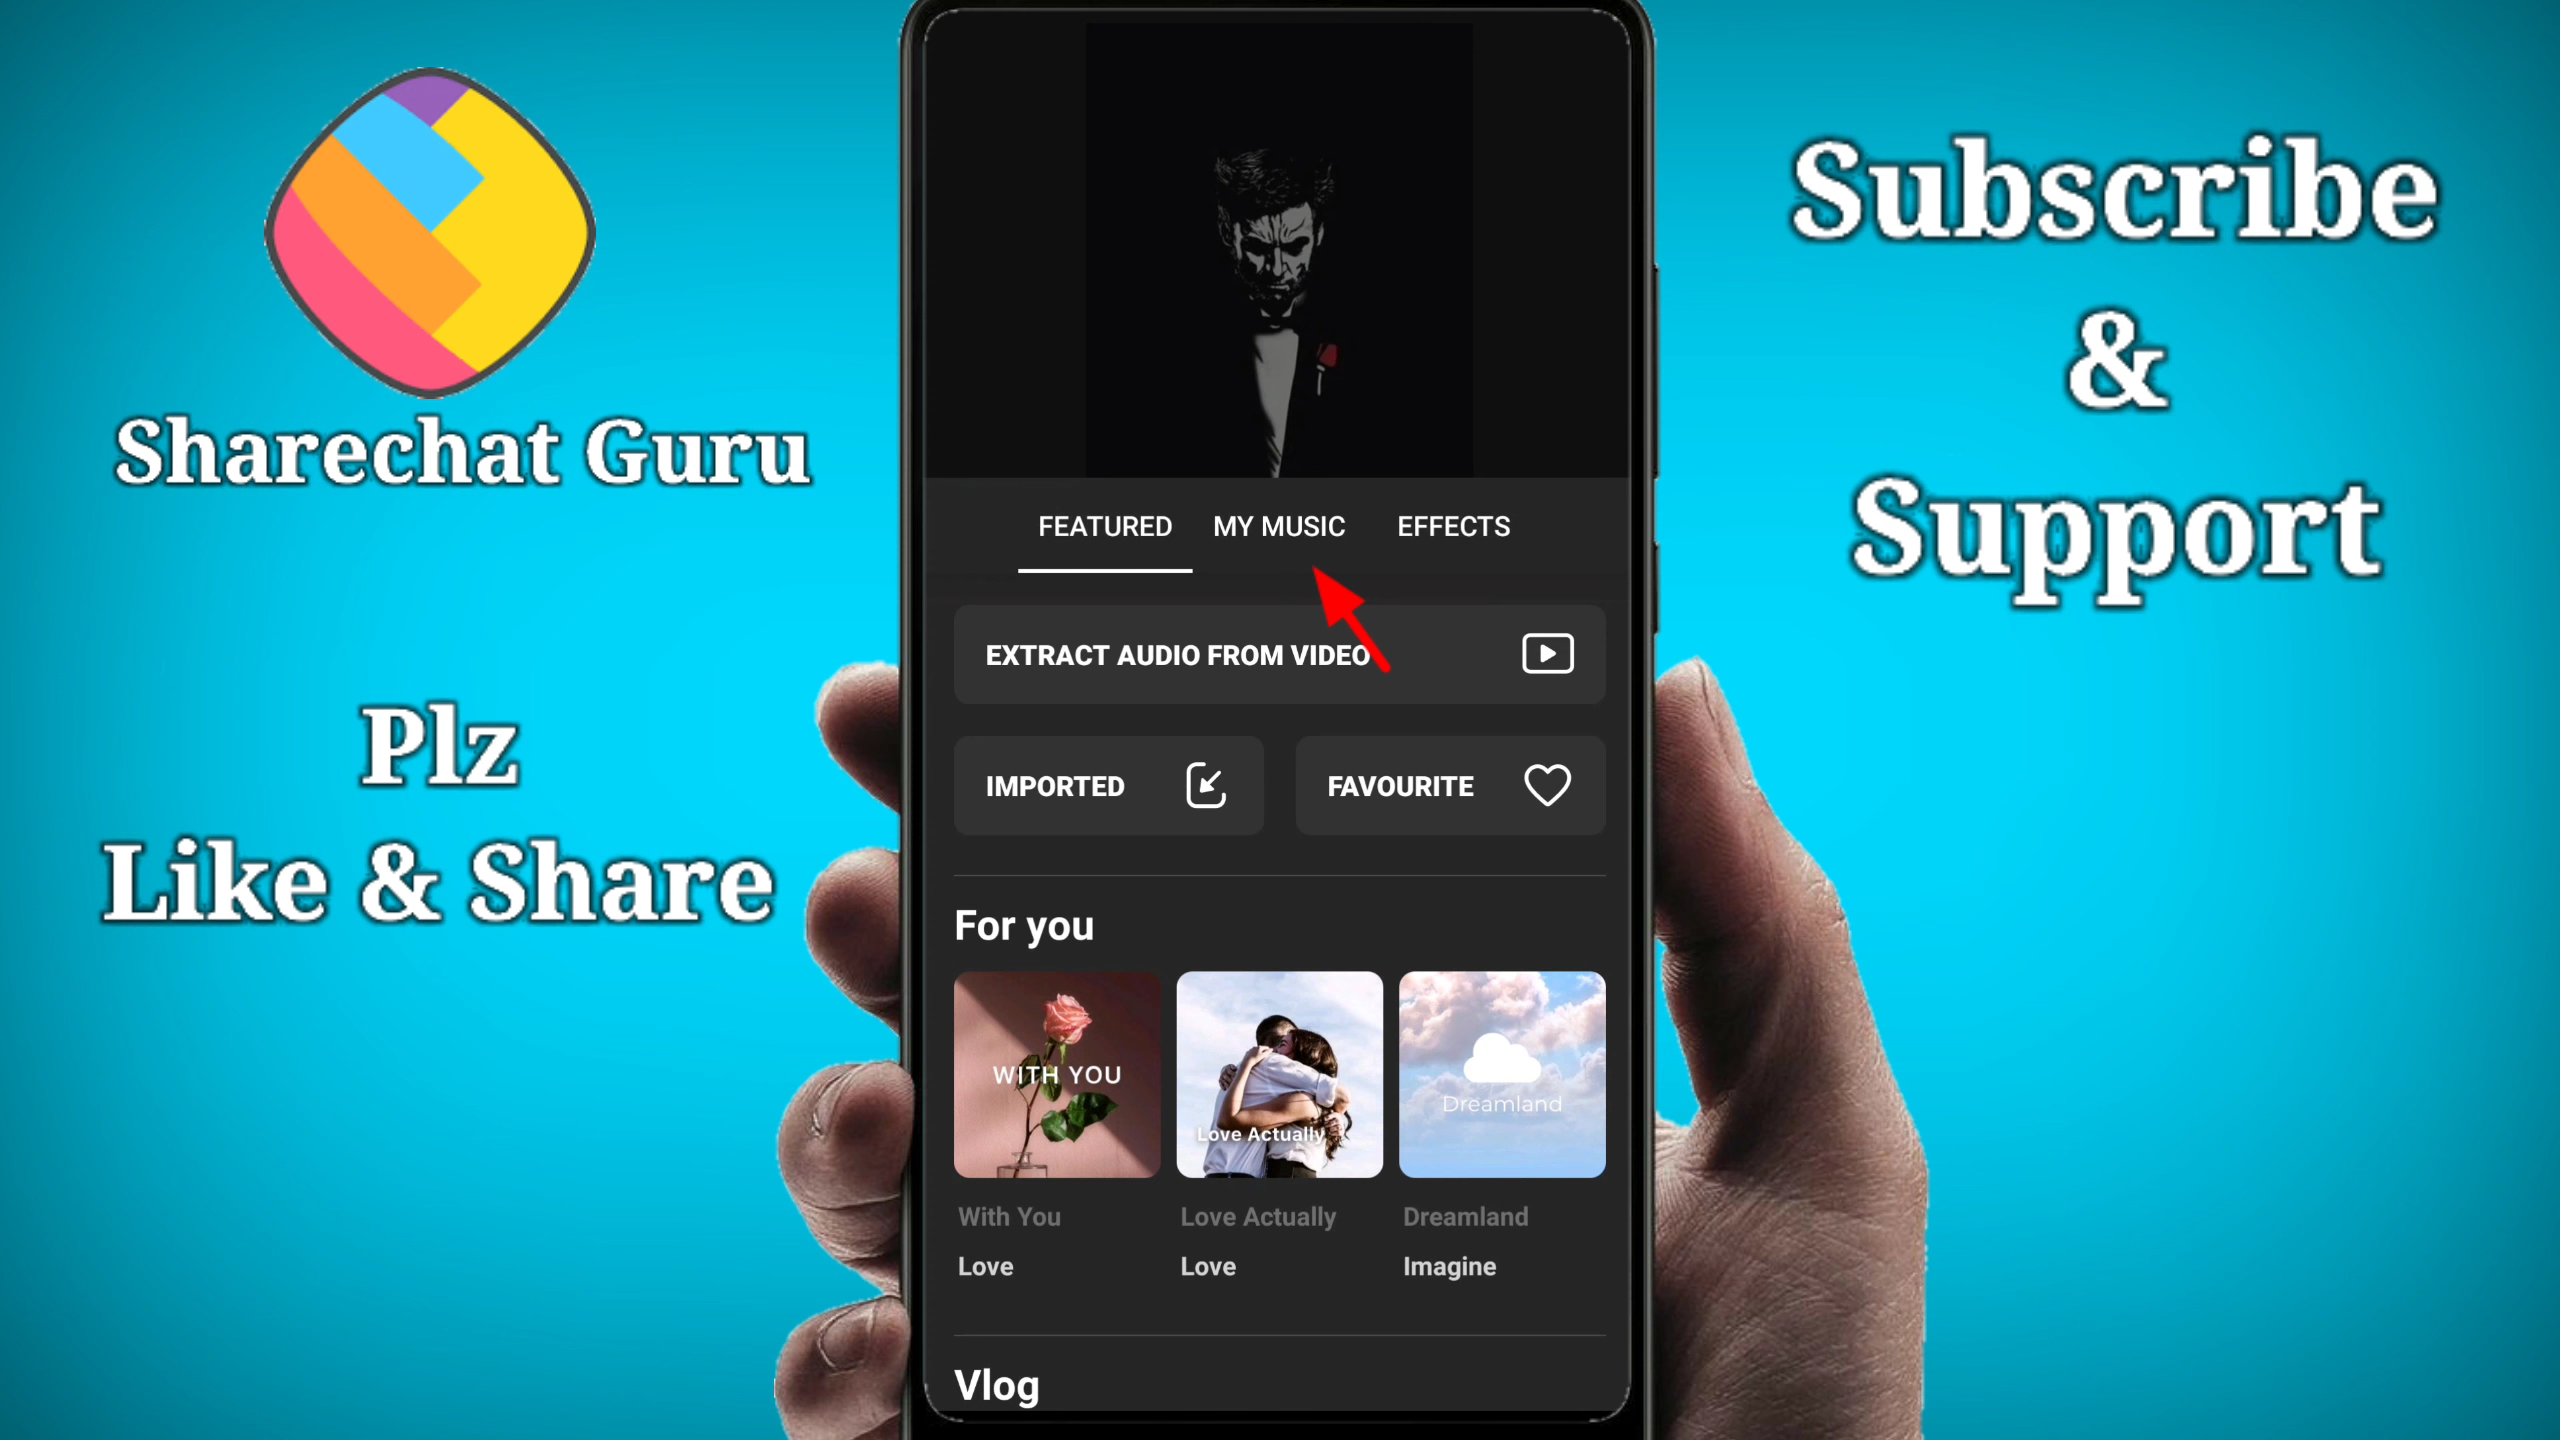 Sharechat Guru
Plz
Like & Share
Subscribe
&
Support
FEATURED
MY MUSIC
EFFECTS
EXTRACT AUDIO FROM VIDEO
IMPORTED
FAVOURITE
For you
WITH YOU
Love Actually
Dreamland
With You
Love Actually
Dreamland
Love
Love
Imagine
Vlog